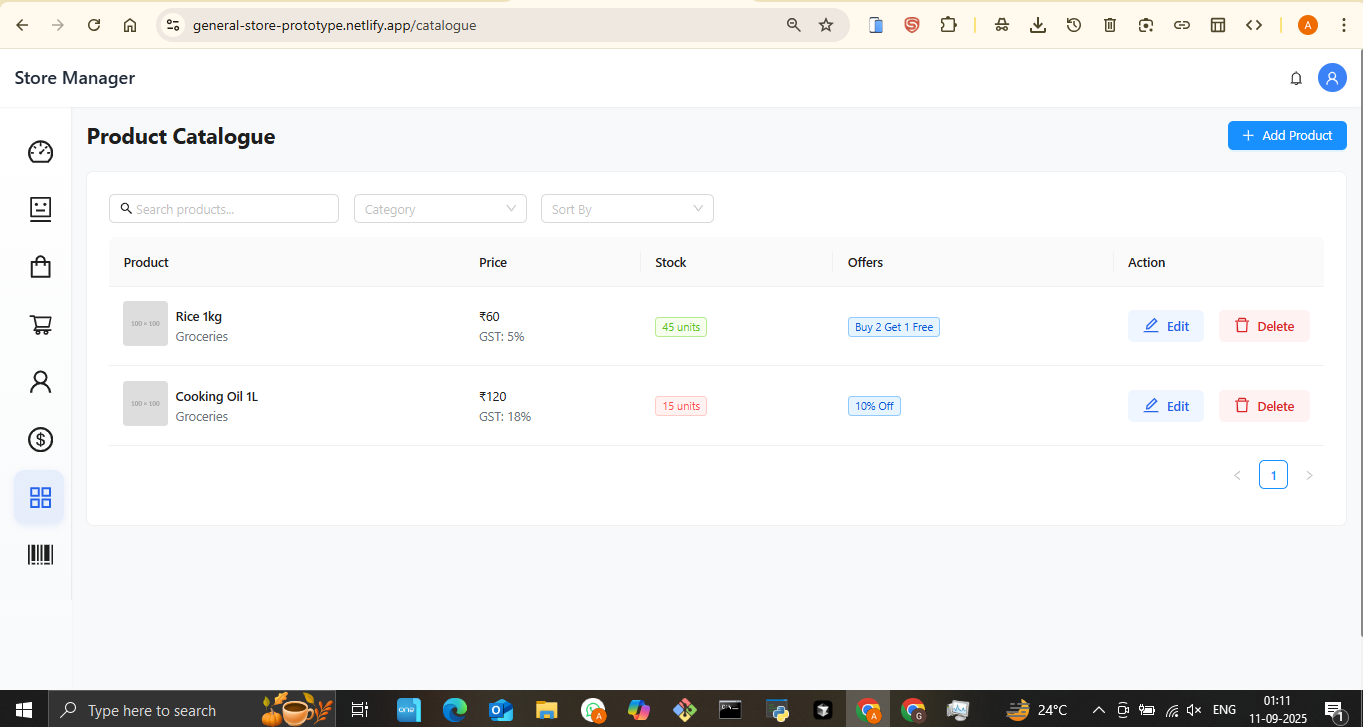 general-store-prototype.netlify.app/catalogue
A
Store Manager
Product Catalogue
+ Add Product
Search products...
Category
Sort By
Product Price Stock Offers Action
100 × 100
Rice 1kg
Groceries
₹60
GST: 5%
45 units
Buy 2 Get 1 Free
Edit
Delete
100 × 100
Cooking Oil 1L
Groceries
₹120
GST: 18%
15 units
10% Off
Edit
Delete
< 1 >
Type here to search
one
A
A
G
24°C
ENG
01:11
11-09-2025
1